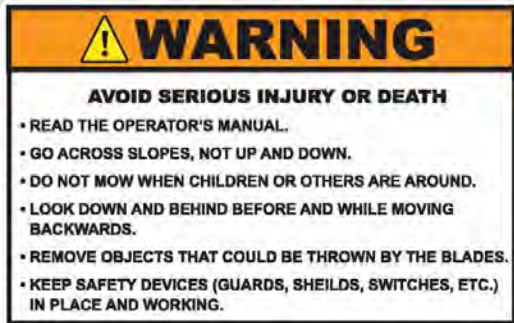 WARNING
AVOID SERIOUS INJURY OR DEATH
• READ THE OPERATOR'S MANUAL.
• GO ACROSS SLOPES, NOT UP AND DOWN.
• DO NOT MOW WHEN CHILDREN OR OTHERS ARE AROUND.
• LOOK DOWN AND BEHIND BEFORE AND WHILE MOVING
BACKWARDS.
• REMOVE OBJECTS THAT COULD BE THROWN BY THE BLADES.
• KEEP SAFETY DEVICES (GUARDS, SHEILDS, SWITCHES, ETC.)
IN PLACE AND WORKING.